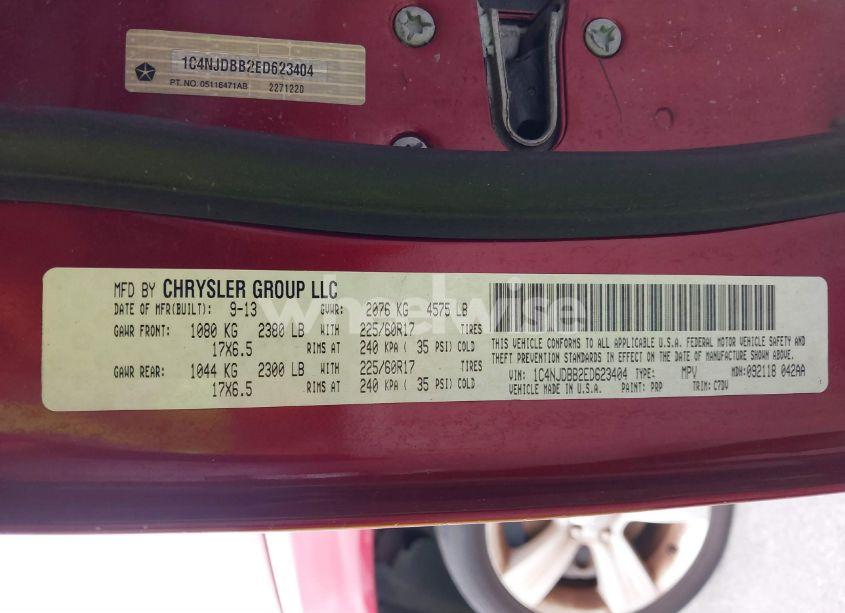 1C4NJDBB2ED623404
PT. NO. 05116471AB 2271220
MFD BY CHRYSLER GROUP LLC
DATE OF MFR(BUILT): 9-13 GVWR: 2076 KG 4575 LB
GAWR FRONT: 1080 KG 2380 LB WITH 225/60R17 TIRES
17X6.5 RIMS AT 240 KPA ( 35 PSI) COLD
GAWR REAR: 1044 KG 2300 LB WITH 225/60R17 TIRES
17X6.5 RIMS AT 240 KPA ( 35 PSI) COLD
THIS VEHICLE CONFORMS TO ALL APPLICABLE U.S.A. FEDERAL MOTOR VEHICLE SAFETY AND
THEFT PREVENTION STANDARDS IN EFFECT ON THE DATE OF MANUFACTURE SHOWN ABOVE.
VIN: 1C4NJDBB2ED623404 TYPE: MPV MDH: 092118 042AA
VEHICLE MADE IN U.S.A. PAINT: PRP TRIM: C7DV
wheelwise